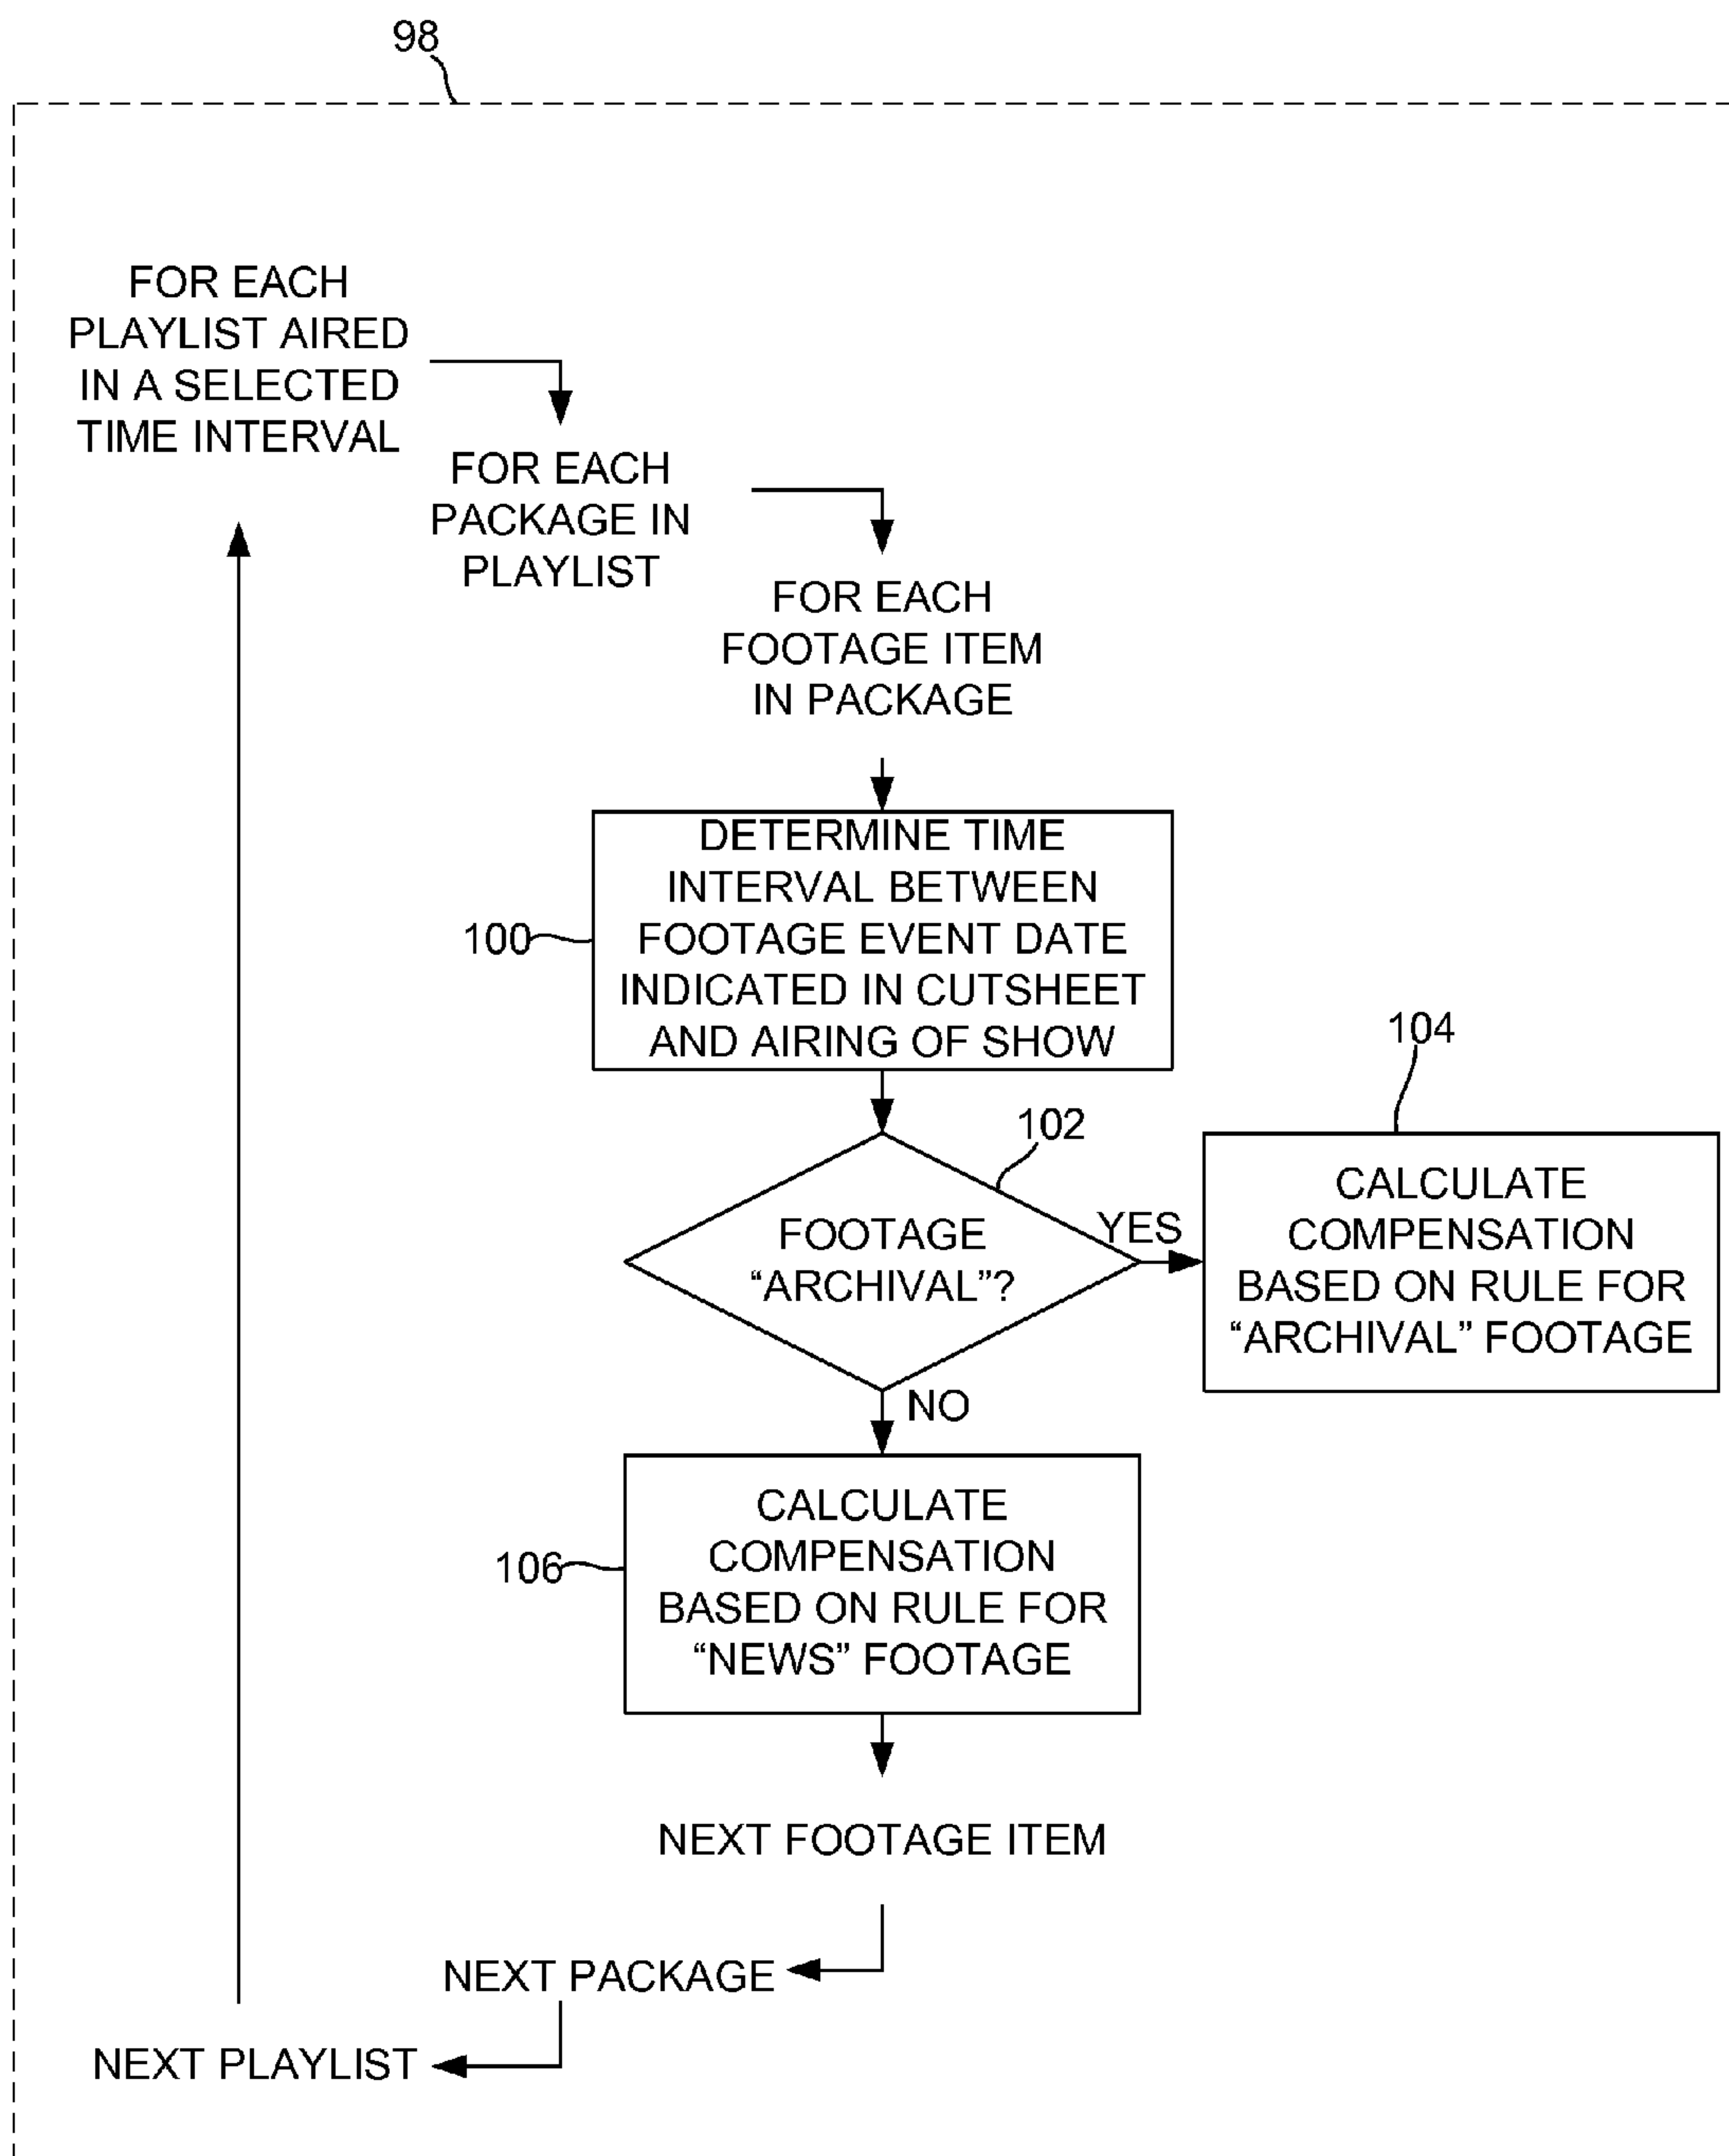 98
FOR EACH
PLAYLIST AIRED
IN A SELECTED
TIME INTERVAL
FOR EACH
PACKAGE IN
PLAYLIST
FOR EACH
FOOTAGE ITEM
IN PACKAGE
100
DETERMINE TIME
INTERVAL BETWEEN
FOOTAGE EVENT DATE
INDICATED IN CUTSHEET
AND AIRING OF SHOW
102
FOOTAGE
“ARCHIVAL”?
YES
104
CALCULATE
COMPENSATION
BASED ON RULE FOR
“ARCHIVAL” FOOTAGE
NO
106
CALCULATE
COMPENSATION
BASED ON RULE FOR
“NEWS” FOOTAGE
NEXT FOOTAGE ITEM
NEXT PACKAGE
NEXT PLAYLIST